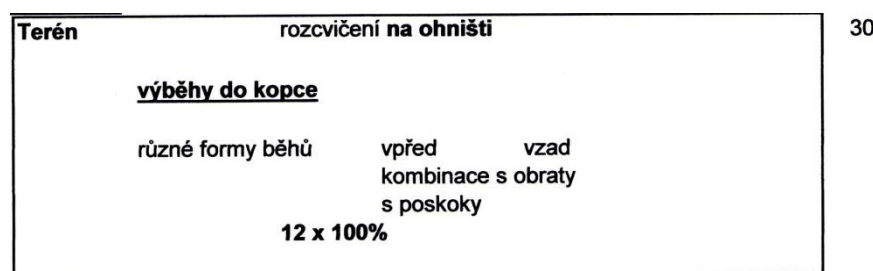 Terén rozcvičení na ohništi 30
výběhy do kopce
různé formy běhů vpřed vzad
kombinace s obraty
s poskoky
12 x 100%